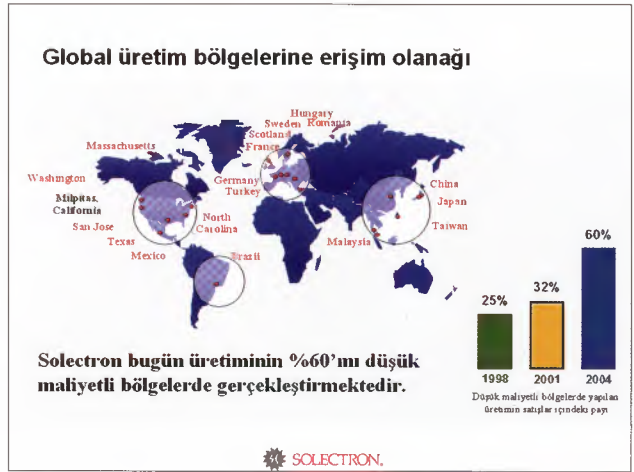 Global üretim bölgelerine erişim olanağı
Hungary
Sweden Romania
Scotland
France
Massachusetts
Washington
Germany
Turkey
China
Milpitas,
California
Japan
North
Carolina
San Jose
Taiwan
Texas
Malaysia
Mexico
Brazil
60%
32%
25%
1998 2001 2004
Düşük maliyetli bölgelerde yapılan
üretimin satışlar içindeki payı
Solectron bugün üretiminin %60'mı düşük
maliyetli bölgelerde gerçekleştirmektedir.
SOLECTRON.